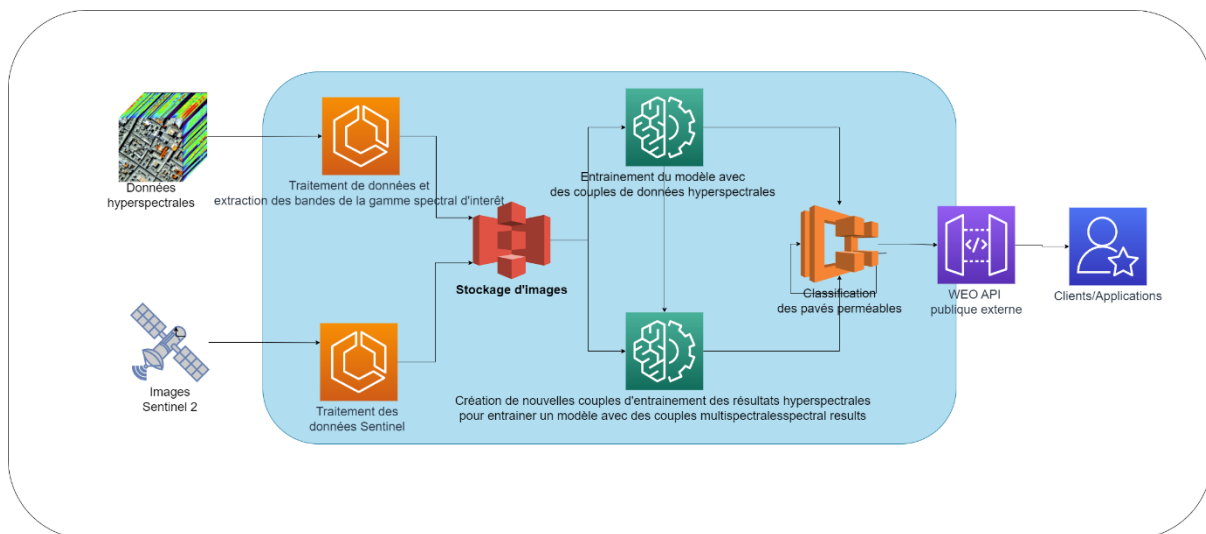 Données
hyperspectrales
Traitement de données et
extraction des bandes de la gamme spectral d'interêt
Entrainement du modèle avec
des couples de données hyperspectrales
Stockage d'images
Classification
des pavés perméables
</>
WEO API
publique externe
Clients/Applications
Images
Sentinel 2
Traitement des
données Sentinel
Création de nouvelles couples d'entrainement des résultats hyperspectrales
pour entrainer un modèle avec des couples multispectralesspectral results